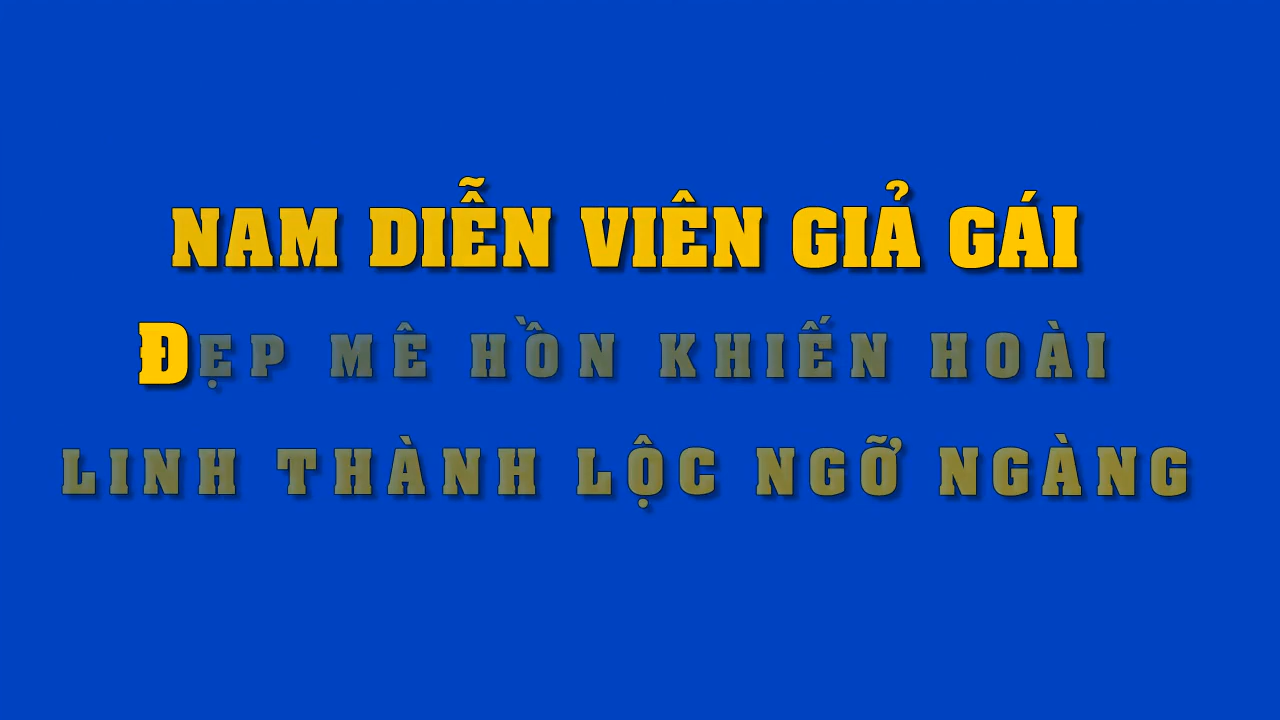 NAM DIỄN VIÊN GIẢ GÁI
ĐẸP MÊ HỒN KHIẾN HOÀI
LINH THÀNH LỘC NGỠ NGÀNG